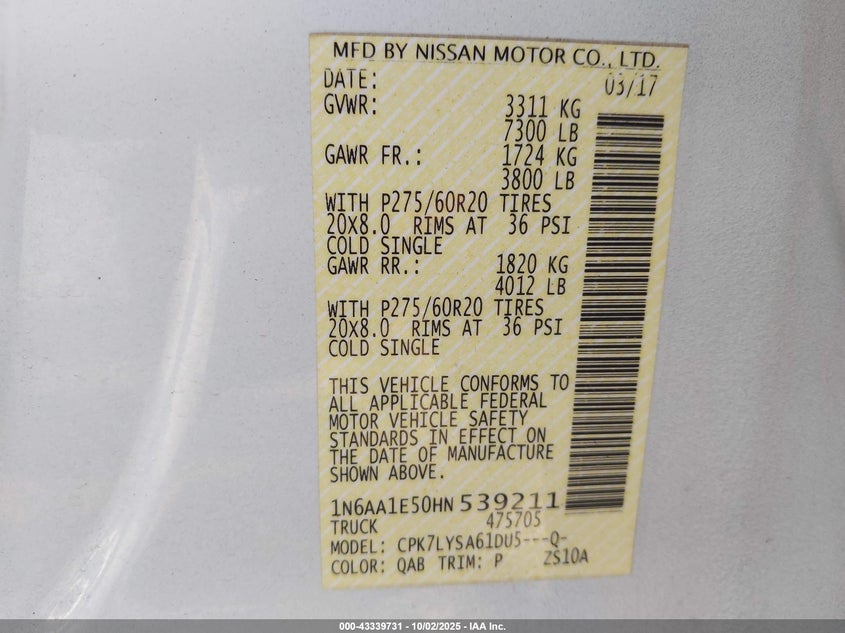 MFD BY NISSAN MOTOR CO., LTD.
DATE: 03/17
GVWR: 3311 KG
7300 LB
GAWR FR.: 1724 KG
3800 LB
WITH P275/60R20 TIRES
20X8.0 RIMS AT 36 PSI
COLD SINGLE
GAWR RR.: 1820 KG
4012 LB
WITH P275/60R20 TIRES
20X8.0 RIMS AT 36 PSI
COLD SINGLE
THIS VEHICLE CONFORMS TO
ALL APPLICABLE FEDERAL
MOTOR VEHICLE SAFETY
STANDARDS IN EFFECT ON
THE DATE OF MANUFACTURE
SHOWN ABOVE.
1N6AA1E50HN539211
TRUCK 475705
MODEL: CPK7LYSA61DU5---Q-
COLOR: QAB TRIM: P ZS10A
000-43339731 - 10/02/2025 - IAA Inc.